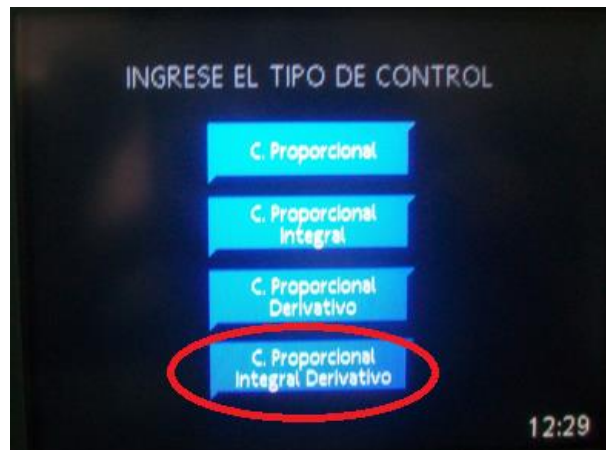 INGRESE EL TIPO DE CONTROL
C. Proporcional
C. Proporcional
Integral
C. Proporcional
Derivativo
C. Proporcional
Integral Derivativo
12:29